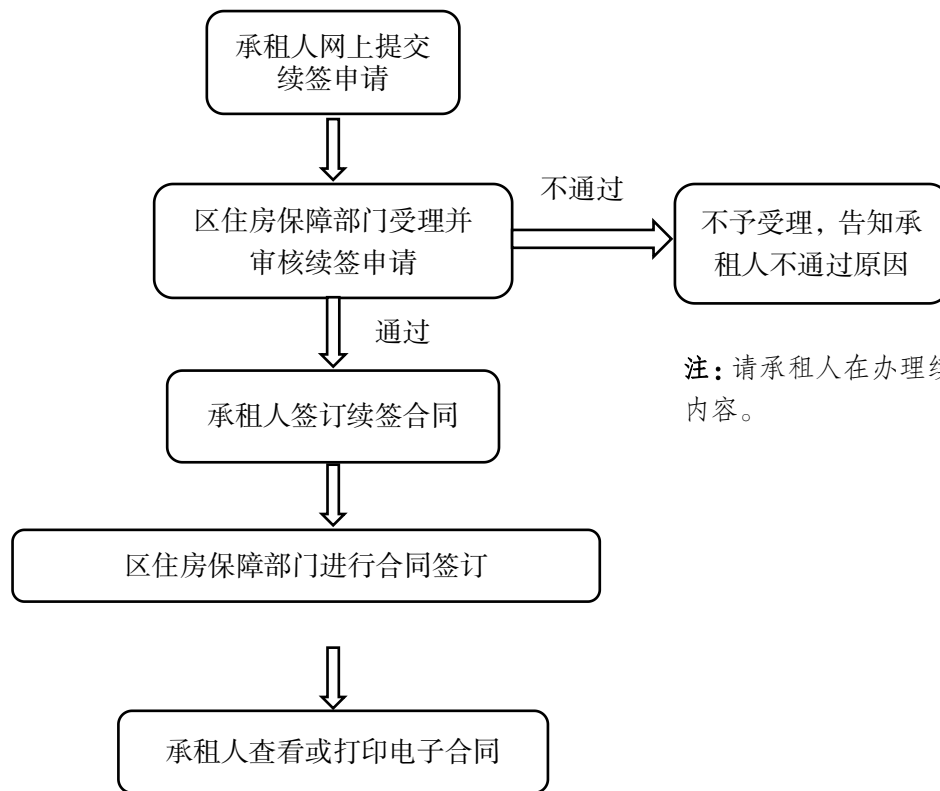 承租人网上提交
续签申请
不通过
区住房保障部门受理并
审核续签申请
不予受理，告知承
租人不通过原因
通过
注：请承租人在办理
内容。
承租人签订续签合同
区住房保障部门进行合同签订
承租人查看或打印电子合同